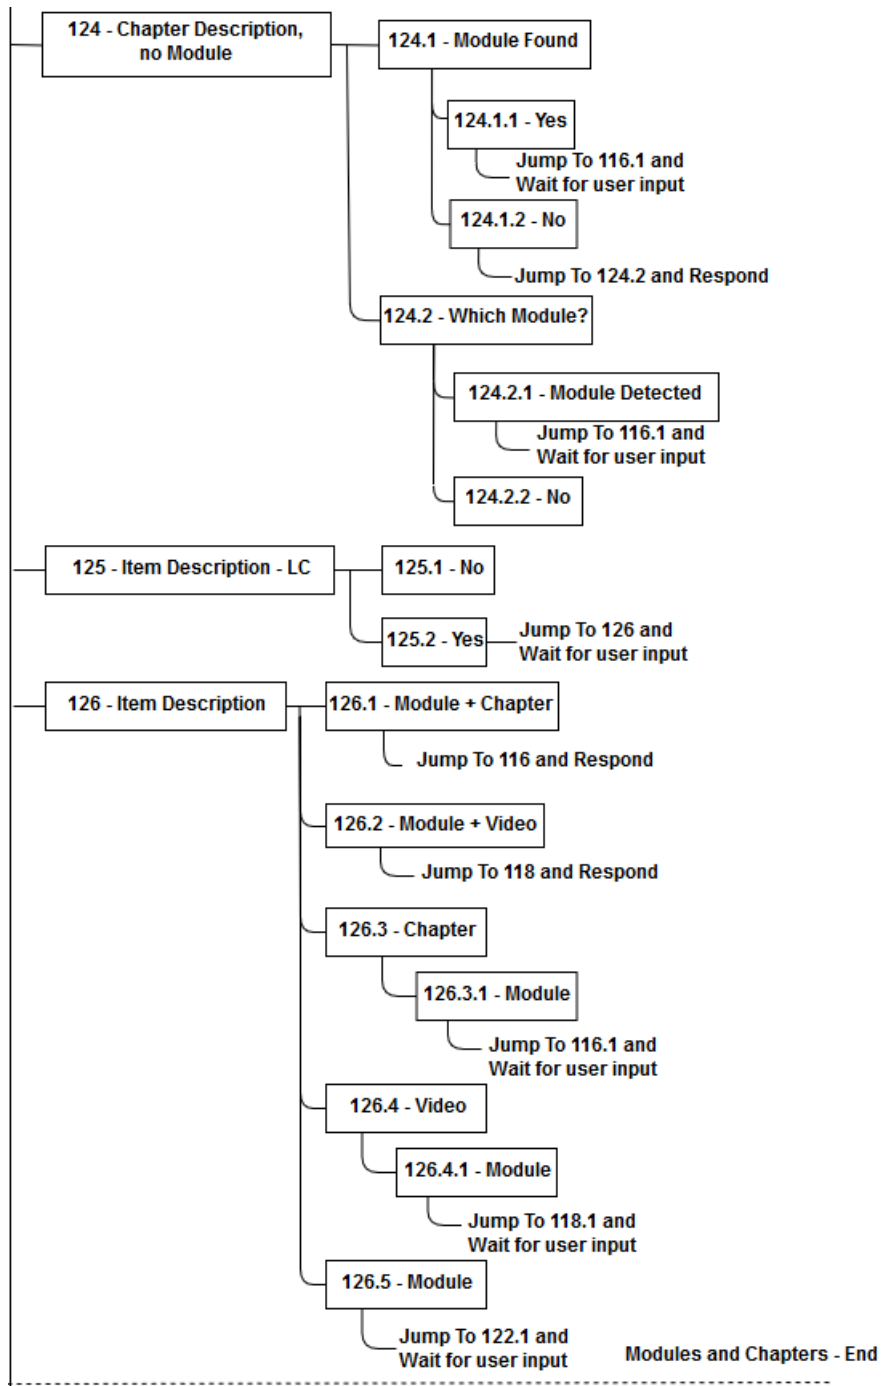 124 - Chapter Description,
no Module
124.1 - Module Found
124.1.1 - Yes
Jump To 116.1 and
Wait for user input
124.1.2 - No
Jump To 124.2 and Respond
124.2 - Which Module?
124.2.1 - Module Detected
Jump To 116.1 and
Wait for user input
124.2.2 - No
125 - Item Description - LC
125.1 - No
125.2 - Yes
Jump To 126 and
Wait for user input
126 - Item Description
126.1 - Module + Chapter
Jump To 116 and Respond
126.2 - Module + Video
Jump To 118 and Respond
126.3 - Chapter
126.3.1 - Module
Jump To 116.1 and
Wait for user input
126.4 - Video
126.4.1 - Module
Jump To 118.1 and
Wait for user input
126.5 - Module
Jump To 122.1 and
Wait for user input
Modules and Chapters - End